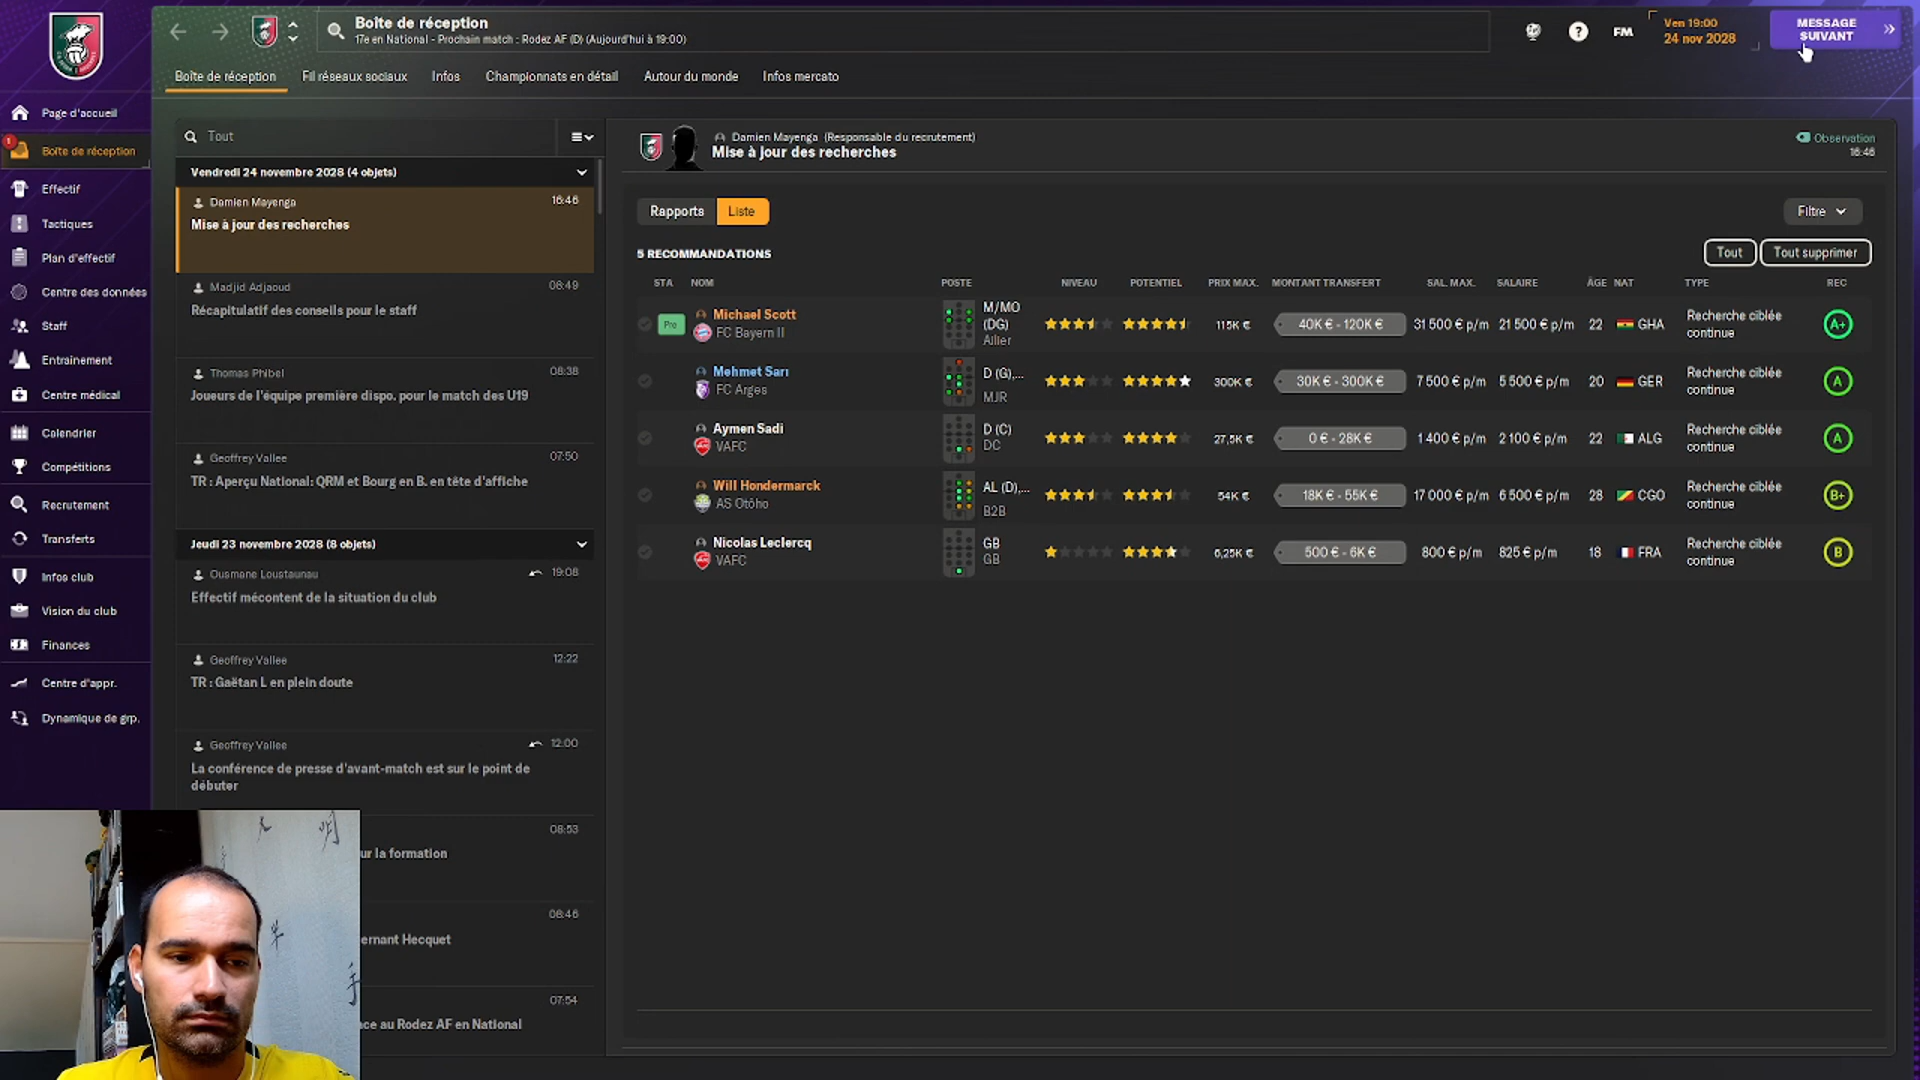 Boîte de réception
17e en National - Prochain match : Rodez AF (D) (Aujourd'hui à 19:00)
FM
Ven 19:00
24 nov 2028
MESSAGE
SUIVANT
Boîte de réception
Fil réseaux sociaux
Infos
Championnats en détail
Autour du monde
Infos mercato
Page d'accueil
1
Boîte de réception
Effectif
Tactiques
Plan d'effectif
Centre des données
Staff
Entraînement
Centre médical
Calendrier
Compétitions
Recrutement
Transferts
Infos club
Vision du club
Finances
Centre d'appr.
Dynamique de grp.
Tout
Vendredi 24 novembre 2028 (4 objets)
Damien Mayenga 16:46
Mise à jour des recherches
Madjid Adjaoud 08:49
Récapitulatif des conseils pour le staff
Thomas Phibel 08:38
Joueurs de l'équipe première dispo. pour le match des U19
Geoffrey Vallee 07:50
TR : Aperçu National: QRM et Bourg en B. en tête d'affiche
Jeudi 23 novembre 2028 (8 objets)
Ousmane Loustaunau 19:08
Effectif mécontent de la situation du club
Geoffrey Vallee 12:22
TR : Gaëtan L en plein doute
Geoffrey Vallee 12:00
La conférence de presse d'avant-match est sur le point de
débuter
08:53
ur la formation
08:46
ernant Hecquet
07:54
ce au Rodez AF en National
Damien Mayenga (Responsable du recrutement)
Mise à jour des recherches
Observation
16:46
Rapports
Liste
Filtre
5 RECOMMANDATIONS
Tout
Tout supprimer
STA NOM POSTE NIVEAU POTENTIEL PRIX MAX. MONTANT TRANSFERT SAL. MAX. SALAIRE ÂGE NAT TYPE REC
Pro Michael Scott
FC Bayern II
M/MO
(DG)
Ailier
115K € 40K € - 120K € 31 500 € p/m 21 500 € p/m 22 GHA
Recherche ciblée
continue
A+
Mehmet Sarı
FC Arges
D (G),...
MJR
300K € 30K € - 300K € 7 500 € p/m 5 500 € p/m 20 GER
Recherche ciblée
continue
A
Aymen Sadi
VAFC
D (C)
DC
27,5K € 0 € - 28K € 1 400 € p/m 2 100 € p/m 22 ALG
Recherche ciblée
continue
A
Will Hondermarck
AS Otôho
AL (D),...
B2B
54K € 18K € - 55K € 17 000 € p/m 6 500 € p/m 28 CGO
Recherche ciblée
continue
B+
Nicolas Leclercq
VAFC
GB
GB
6,25K € 500 € - 6K € 800 € p/m 825 € p/m 18 FRA
Recherche ciblée
continue
B